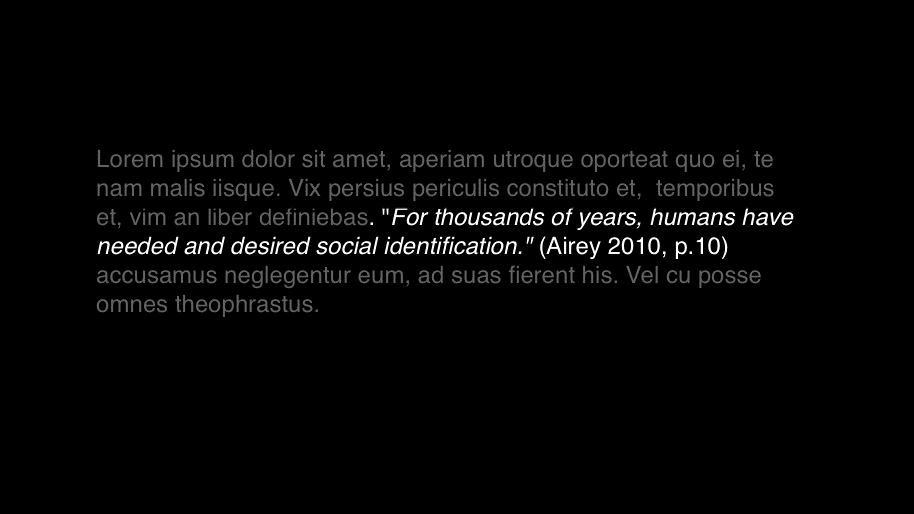 Lorem ipsum dolor sit amet, aperiam utroque oporteat quo ei, te
nam malis iisque. Vix persius periculis constituto et,  temporibus
et, vim an liber definiebas. "For thousands of years, humans have
needed and desired social identification." (Airey 2010, p.10)
accusamus neglegentur eum, ad suas fierent his. Vel cu posse
omnes theophrastus.